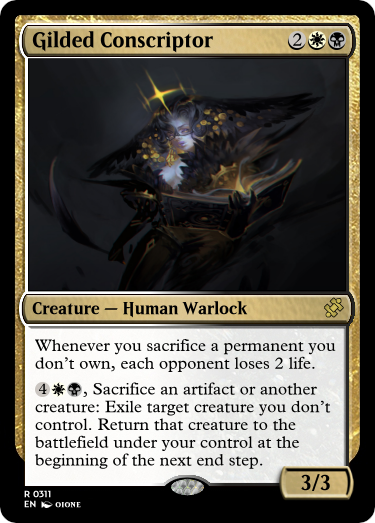 Gilded Conscriptor 2
Creature — Human Warlock
Whenever you sacrifice a permanent you
don't own, each opponent loses 2 life.
4, Sacrifice an artifact or another
creature: Exile target creature you don't
control. Return that creature to the
battlefield under your control at the
beginning of the next end step.
3/3
R 0311
EN OIONE